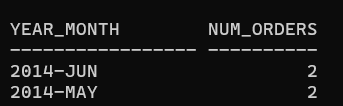 YEAR_MONTH        NUM_ORDERS
----------------- ----------
2014-JUN                   2
2014-MAY                   2